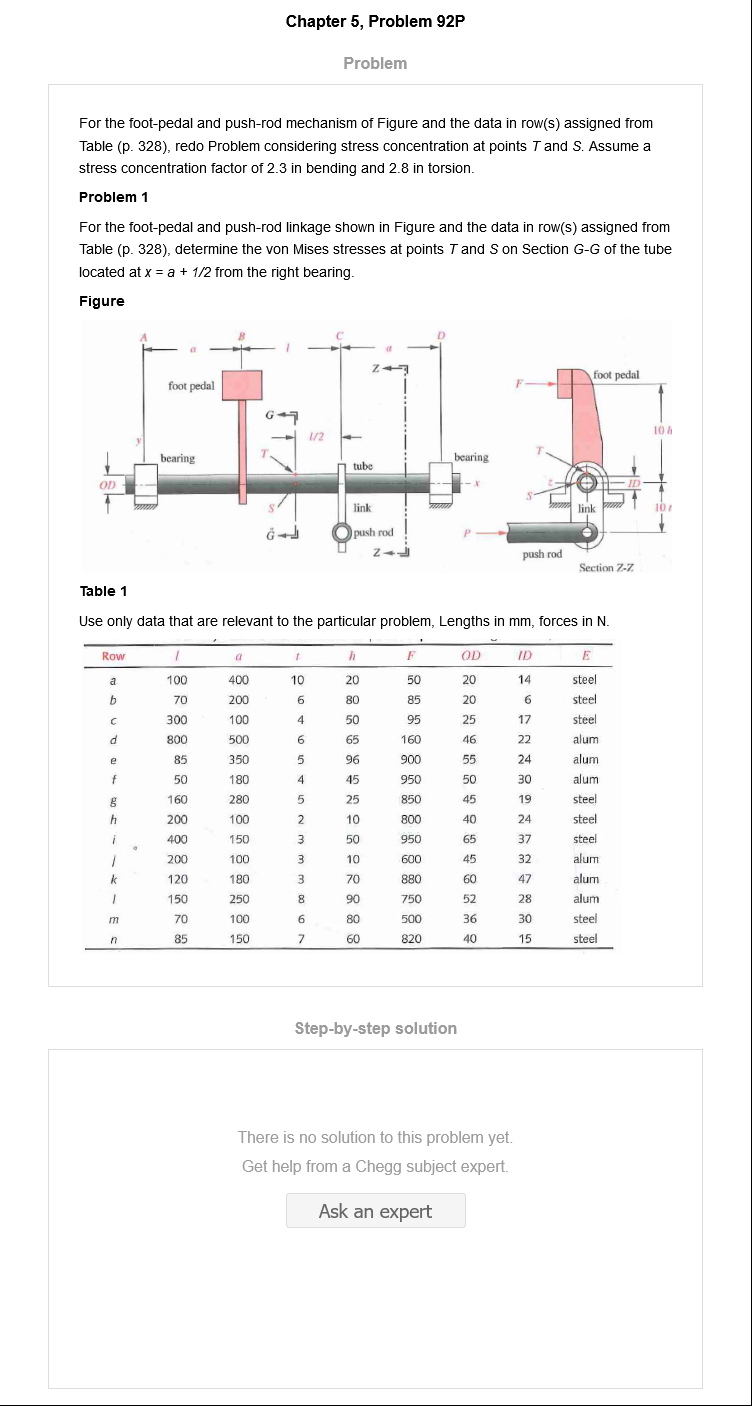 Chapter 5, Problem 92P
Problem
For the foot-pedal and push-rod mechanism of Figure and the data in row(s) assigned from
Table (p. 328), redo Problem considering stress concentration at points T and S. Assume a
stress concentration factor of 2.3 in bending and 2.8 in torsion.
Problem 1
For the foot-pedal and push-rod linkage shown in Figure and the data in row(s) assigned from
Table (p. 328), determine the von Mises stresses at points T and S on Section G-G of the tube
located at x = a + 1/2 from the right bearing.
Figure
A B C D
a l a
Z
foot pedal
foot pedal
F
G
10 h
l/2
y
T
T
bearing
tube
bearing
OD
x
z
ID
S
S
link
link
10 t
G
push rod
P
Z
push rod
Section Z-Z
Table 1
Use only data that are relevant to the particular problem, Lengths in mm, forces in N.
Row l a t h F OD ID E
a 100 400 10 20 50 20 14 steel
b 70 200 6 80 85 20 6 steel
c 300 100 4 50 95 25 17 steel
d 800 500 6 65 160 46 22 alum
e 85 350 5 96 900 55 24 alum
f 50 180 4 45 950 50 30 alum
g 160 280 5 25 850 45 19 steel
h 200 100 2 10 800 40 24 steel
i 400 150 3 50 950 65 37 steel
j 200 100 3 10 600 45 32 alum
k 120 180 3 70 880 60 47 alum
l 150 250 8 90 750 52 28 alum
m 70 100 6 80 500 36 30 steel
n 85 150 7 60 820 40 15 steel
Step-by-step solution
There is no solution to this problem yet.
Get help from a Chegg subject expert.
Ask an expert